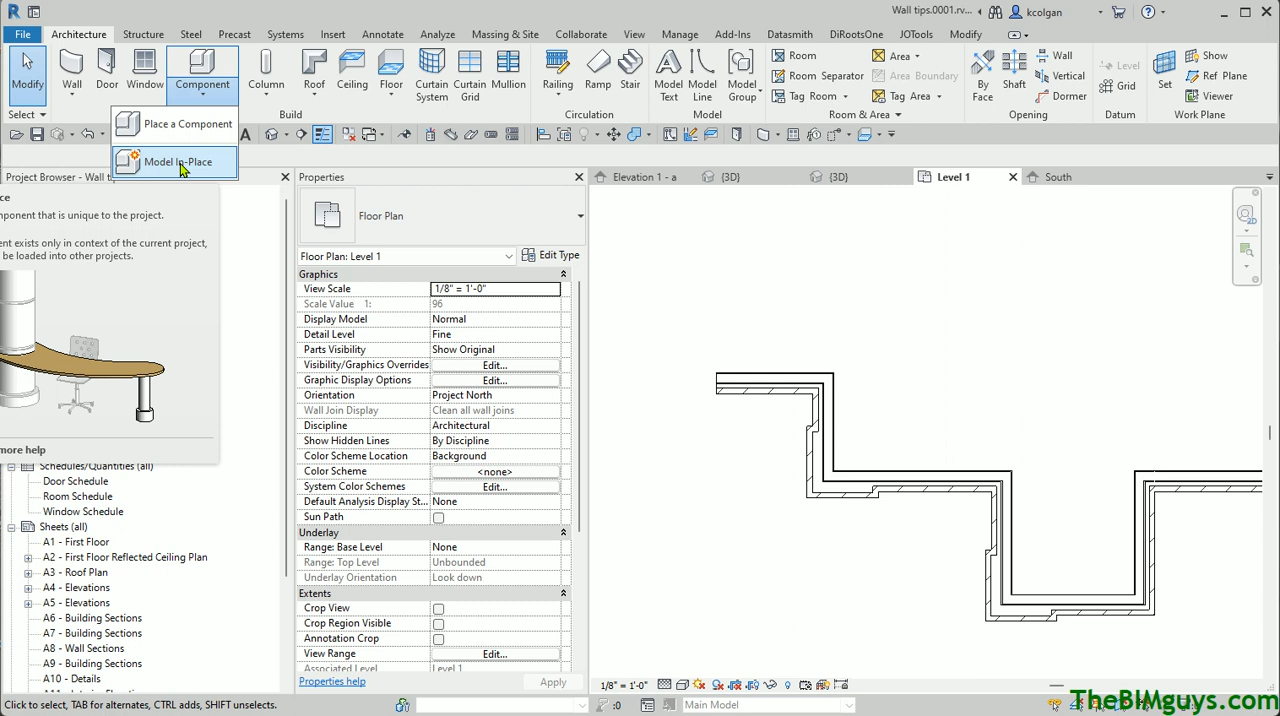 Wall tips.0001.rv...
kcolgan
File
Architecture
Structure
Steel
Precast
Systems
Insert
Annotate
Analyze
Massing & Site
Collaborate
View
Manage
Add-Ins
Datasmith
DiRootsOne
JOTools
Modify
Modify
Wall
Door
Window
Component
Column
Roof
Ceiling
Floor
Curtain System
Curtain Grid
Mullion
Railing
Ramp
Stair
Model Text
Model Line
Model Group
Room
Room Separator
Tag Room
Area
Area Boundary
Tag Area
By Face
Shaft
Wall
Vertical
Dormer
Level
Grid
Set
Show
Ref Plane
Viewer
Select
Build
Circulation
Model
Room & Area
Opening
Datum
Work Plane
Place a Component
Model In-Place
Project Browser - Wall t
Properties
Elevation 1 - a
{3D}
{3D}
Level 1
South
ce
ponent that is unique to the project.
ent exists only in context of the current project,
be loaded into other projects.
more help
Floor Plan
Floor Plan: Level 1
Edit Type
Graphics
View Scale 1/8" = 1'-0"
Scale Value 1: 96
Display Model Normal
Detail Level Fine
Parts Visibility Show Original
Visibility/Graphics Overrides Edit...
Graphic Display Options Edit...
Orientation Project North
Wall Join Display Clean all wall joins
Discipline Architectural
Show Hidden Lines By Discipline
Color Scheme Location Background
Color Scheme <none>
System Color Schemes Edit...
Default Analysis Display St... None
Sun Path
Underlay
Range: Base Level None
Range: Top Level Unbounded
Underlay Orientation Look down
Extents
Crop View
Crop Region Visible
Annotation Crop
View Range Edit...
Associated Level Level 1
Properties help
Apply
Schedules/Quantities (all)
Door Schedule
Room Schedule
Window Schedule
Sheets (all)
A1 - First Floor
A2 - First Floor Reflected Ceiling Plan
A3 - Roof Plan
A4 - Elevations
A5 - Elevations
A6 - Building Sections
A7 - Building Sections
A8 - Wall Sections
A9 - Building Sections
A10 - Details
1/8" = 1'-0"
Click to select, TAB for alternates, CTRL adds, SHIFT unselects.
:0
Main Model
TheBIMguys.com